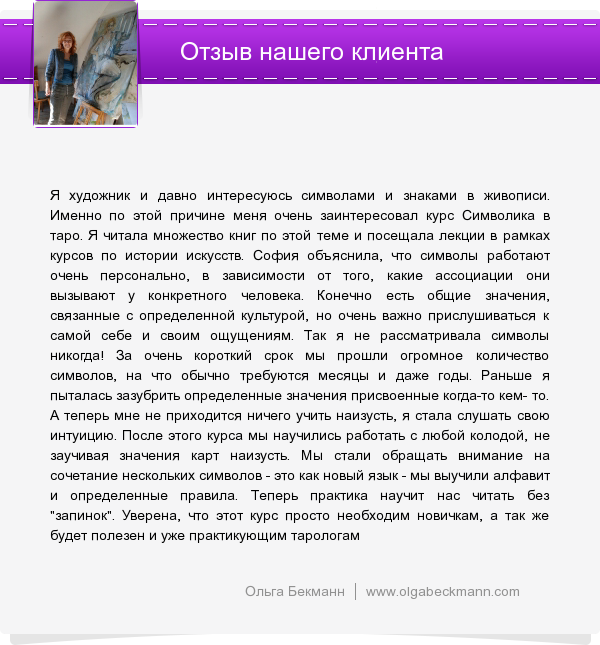 Отзыв нашего клиента
Я художник и давно интересуюсь символами и знаками в живописи.
Именно по этой причине меня очень заинтересовал курс Символика в
таро. Я читала множество книг по этой теме и посещала лекции в рамках
курсов по истории искусств. София объяснила, что символы работают
очень персонально, в зависимости от того, какие ассоциации они
вызывают у конкретного человека. Конечно есть общие значения,
связанные с определенной культурой, но очень важно прислушиваться к
самой себе и своим ощущениям. Так я не рассматривала символы
никогда! За очень короткий срок мы прошли огромное количество
символов, на что обычно требуются месяцы и даже годы. Раньше я
пыталась зазубрить определенные значения присвоенные когда-то кем- то.
А теперь мне не приходится ничего учить наизусть, я стала слушать свою
интуицию. После этого курса мы научились работать с любой колодой, не
заучивая значения карт наизусть. Мы стали обращать внимание на
сочетание нескольких символов - это как новый язык - мы выучили алфавит
и определенные правила. Теперь практика научит нас читать без
"запинок". Уверена, что этот курс просто необходим новичкам, а так же
будет полезен и уже практикующим тарологам
Ольга Бекманн | www.olgabeckmann.com